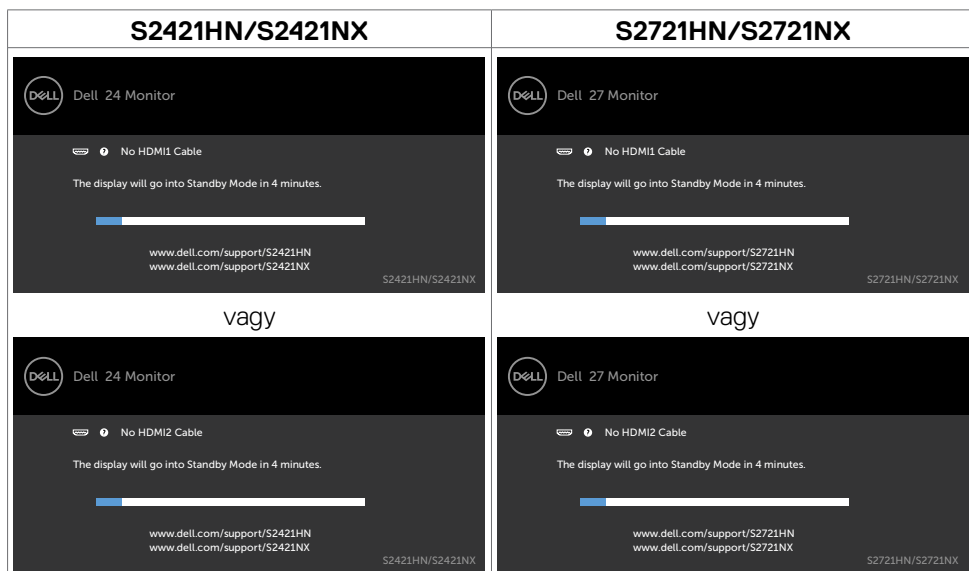 S2421HN/S2421NX
S2721HN/S2721NX
DELL Dell 24 Monitor
No HDMI1 Cable
The display will go into Standby Mode in 4 minutes.
www.dell.com/support/S2421HN
www.dell.com/support/S2421NX
S2421HN/S2421NX
DELL Dell 27 Monitor
? No HDMI1 Cable
The display will go into Standby Mode in 4 minutes.
www.dell.com/support/S2721HN
www.dell.com/support/S2721NX
S2721HN/S2721NX
vagy
vagy
DELL Dell 24 Monitor
? No HDMI2 Cable
The display will go into Standby Mode in 4 minutes.
www.dell.com/support/S2421HN
www.dell.com/support/S2421NX
S2421HN/S2421NX
DELL Dell 27 Monitor
? No HDMI2 Cable
The display will go into Standby Mode in 4 minutes.
www.dell.com/support/S2721HN
www.dell.com/support/S2721NX
S2721HN/S2721NX